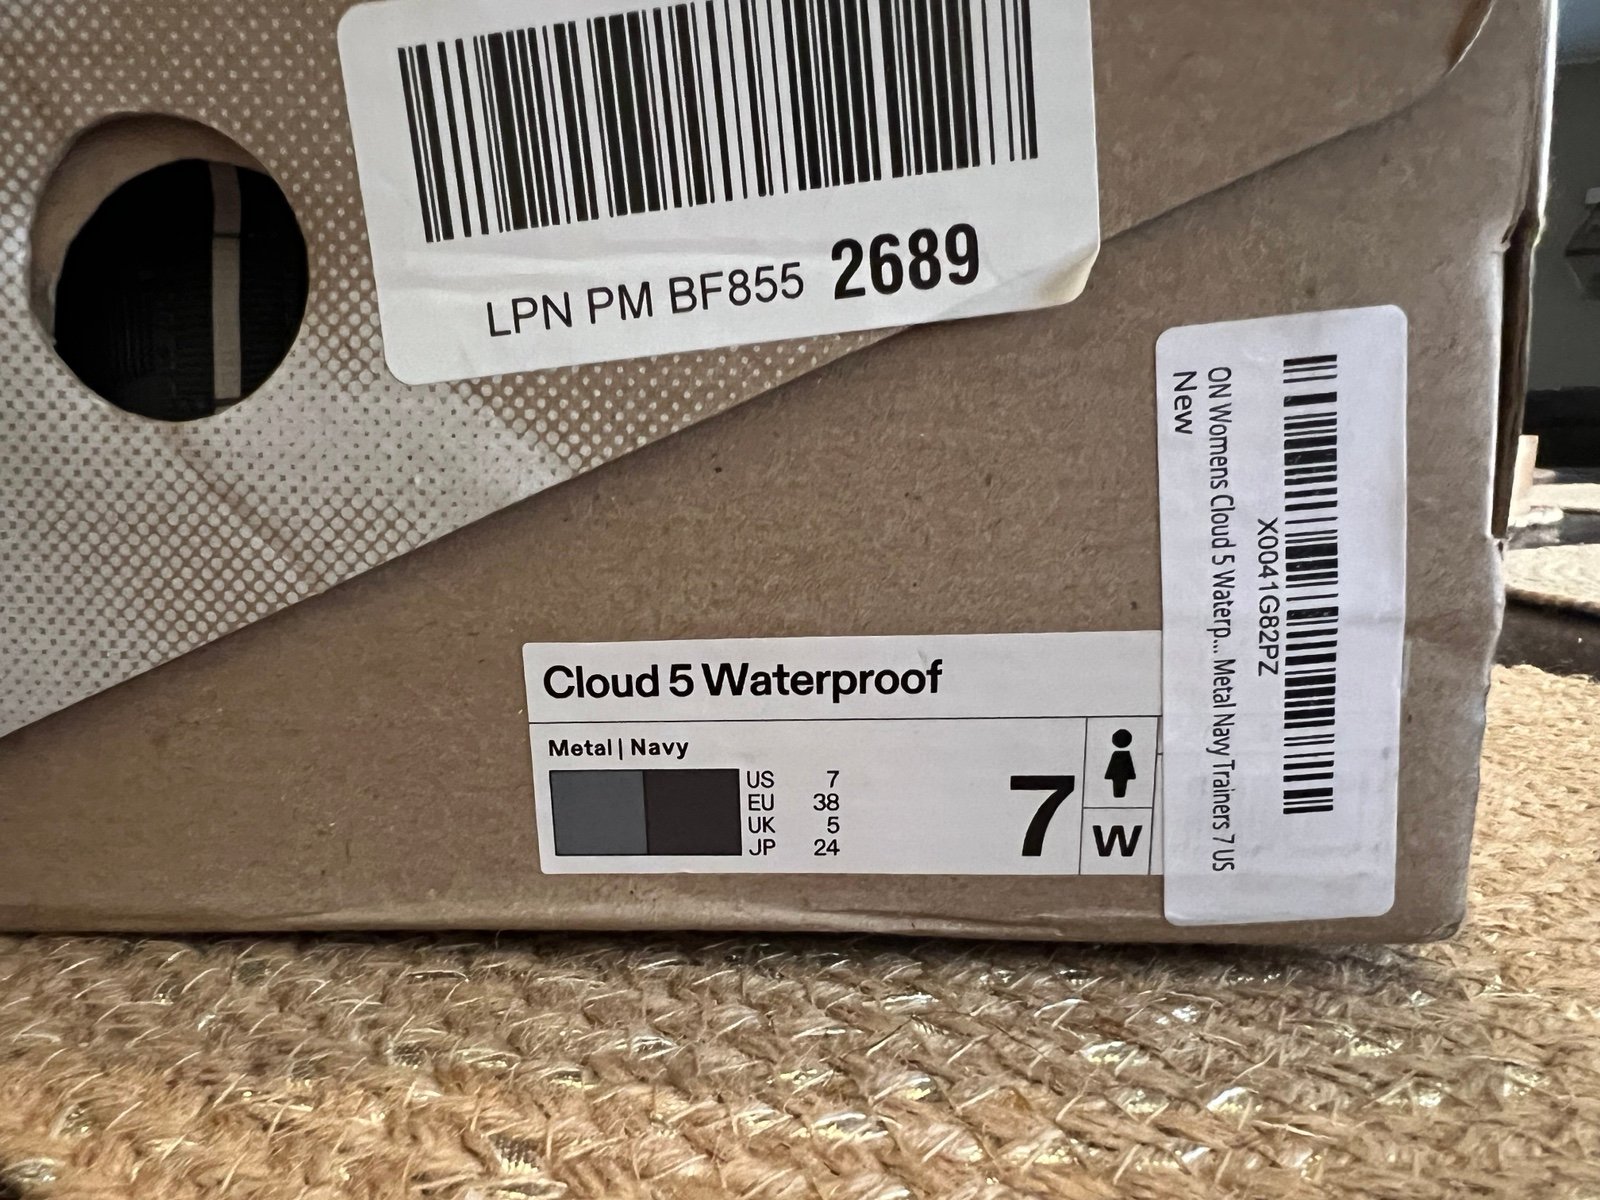 LPN PM BF855 2689
Cloud 5 Waterproof
Metal | Navy
US 7
EU 38
UK 5
JP 24
7
W
X0041G82PZ
ON Womens Cloud 5 Waterp... Metal Navy Trainers 7 US
New